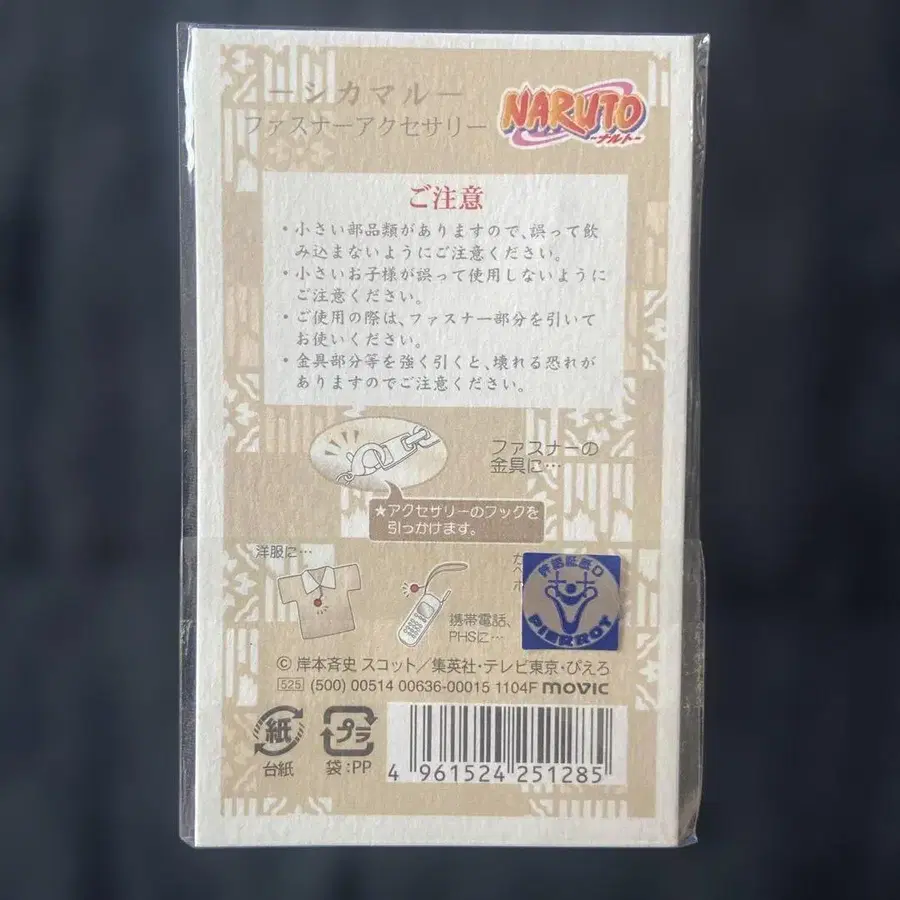 ーシカマルー
ファスナーアクセサリー
NARUTO
-ナルト-
ご注意
・小さい部品類がありますので、誤って飲
み込まないようにご注意ください。
・小さいお子様が誤って使用しないように
ご注意ください。
・ご使用の際は、ファスナー部分を引いて
お使いください。
・金具部分等を強く引くと、壊れる恐れが
ありますのでご注意ください。
ファスナーの
金具に…
★アクセサリーのフックを
引っかけます。
洋服に…
携帯電話、
PHSに…
PIERROT
© 岸本斉史 スコット/集英社・テレビ東京・ぴえろ
525 (500) 00514 00636-00015 1104F movic
紙
台紙
プラ
袋:PP
4 961524 251285